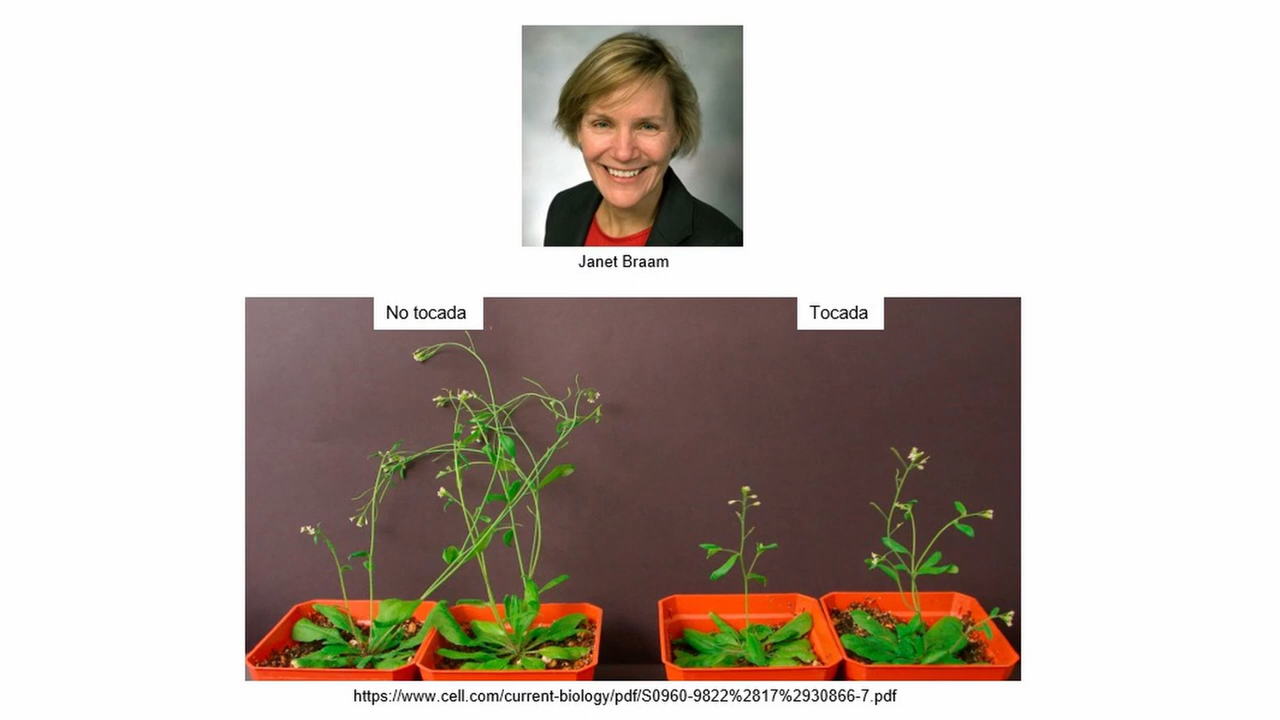 Janet Braam
No tocada
Tocada
https://www.cell.com/current-biology/pdf/S0960-9822%2817%2930866-7.pdf